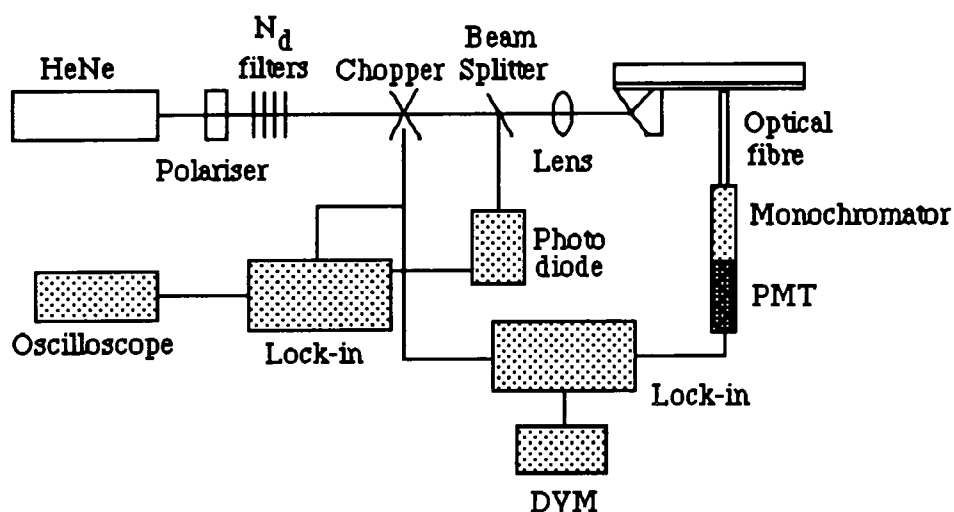 HeNe
Nd
filters
Chopper
Beam
Splitter
Polariser
Lens
Optical
fibre
Monochromator
Photo
diode
PMT
Oscilloscope
Lock-in
Lock-in
DVM